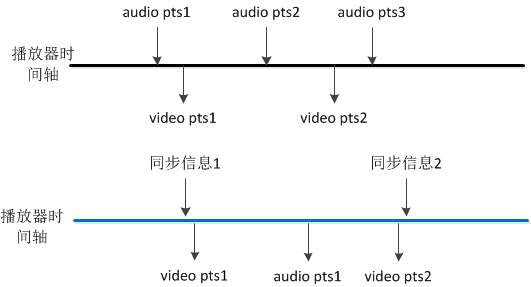 audio pts1 audio pts2 audio pts3
播放器时
间轴
video pts1 video pts2
同步信息1 同步信息2
播放器时
间轴
video pts1 audio pts1 video pts2